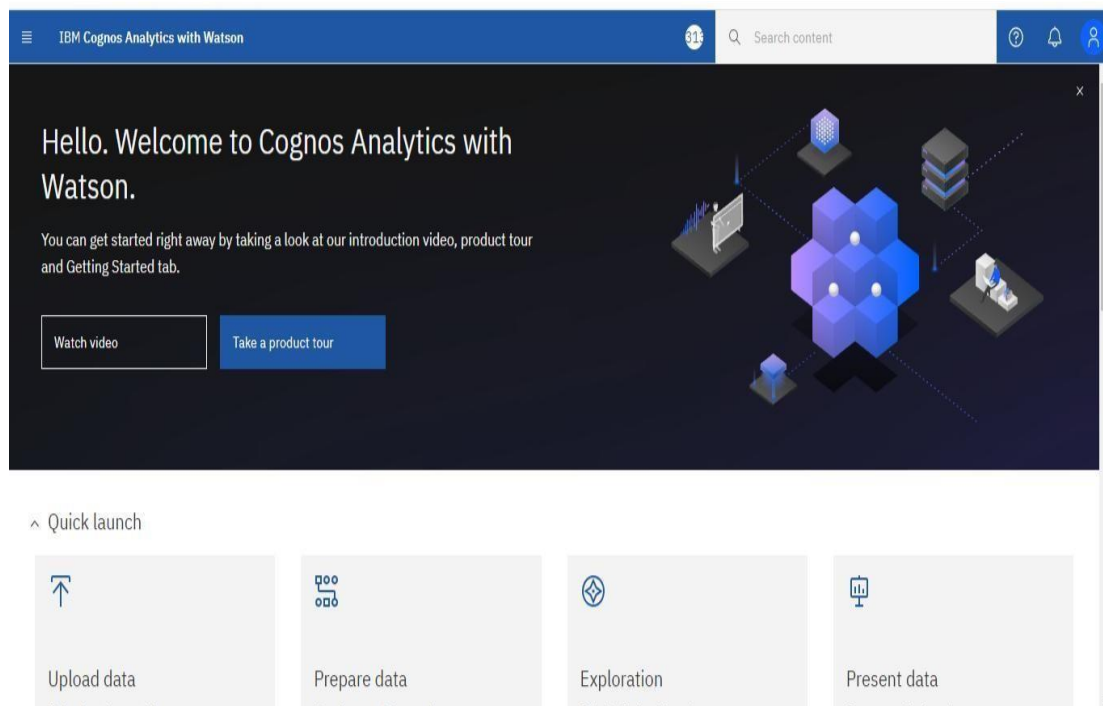 IBM Cognos Analytics with Watson
Search content
Hello. Welcome to Cognos Analytics with
Watson.
You can get started right away by taking a look at our introduction video, product tour
and Getting Started tab.
Watch video
Take a product tour
Quick launch
Upload data
Prepare data
Exploration
Present data